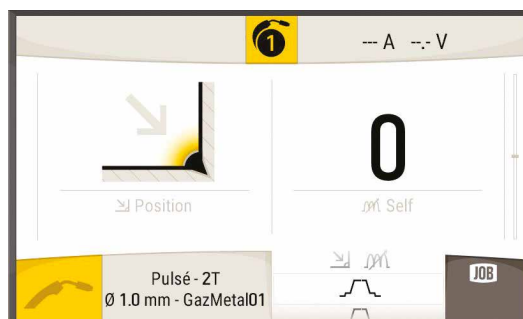 1
--- A --.- V
0
Position
Self
Pulsé - 2T
Ø 1.0 mm - GazMetal01
JOB